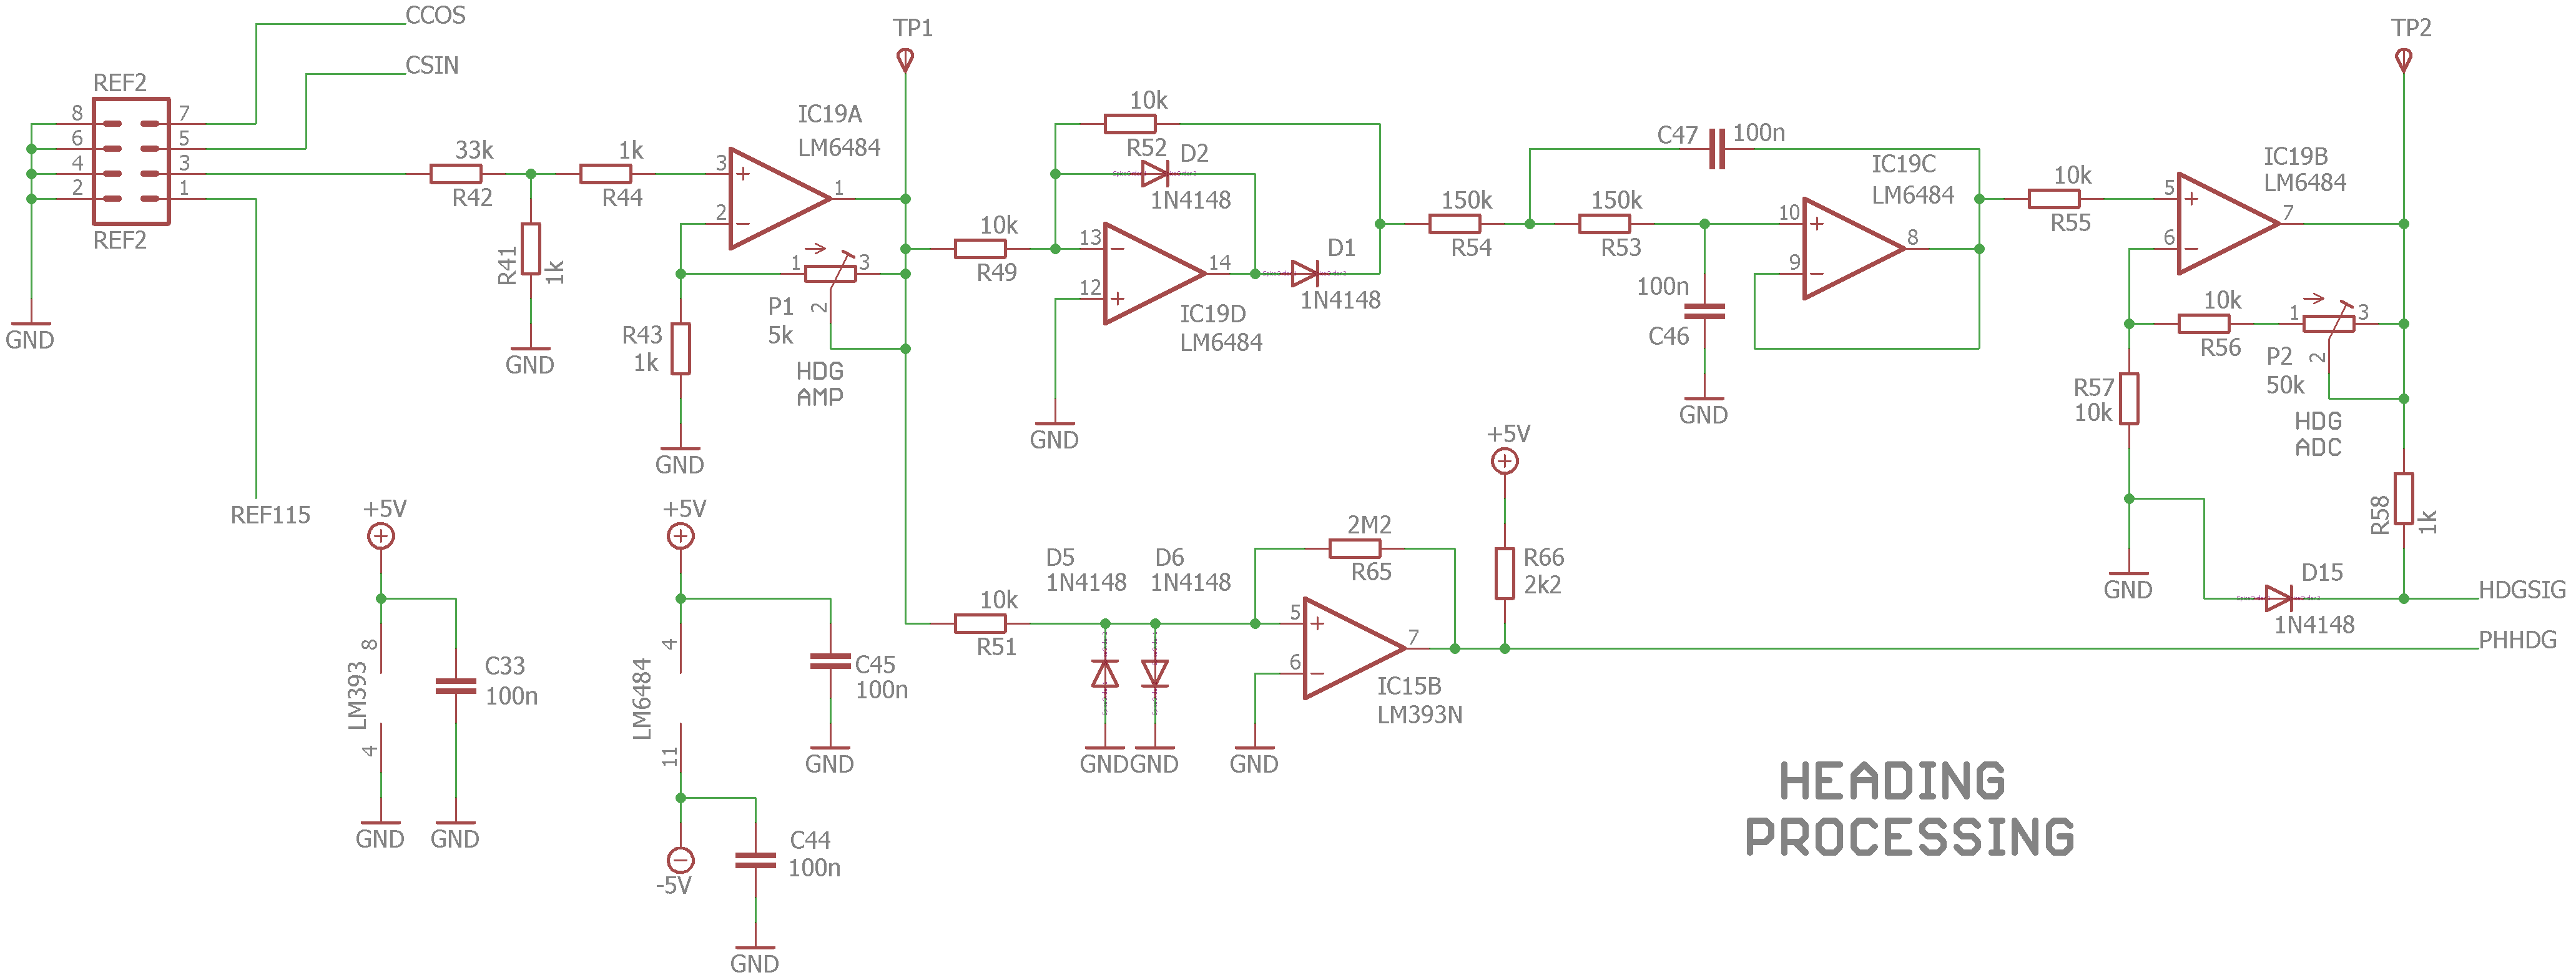 CCOS
CSIN
REF2
8 7
6 5
4 3
2 1
REF2
GND
REF115
33k
R42
1k
R44
R41
1k
GND
IC19A
LM6484
3
2
1
TP1
R43
1k
GND
1
3
2
P1
5k
HDG
AMP
10k
R49
10k
R52
D2
1N4148
13
12
14
IC19D
LM6484
GND
D1
1N4148
150k
R54
150k
R53
C47
100n
100n
C46
GND
IC19C
LM6484
10
9
8
10k
R55
IC19B
LM6484
5
6
7
TP2
10k
R56
1
3
2
P2
50k
HDG
ADC
R57
10k
GND
R58
1k
D15
1N4148
HDGSIG
PHHDG
+5V
8
LM393
4
GND
C33
100n
GND
+5V
4
LM6484
11
-5V
C45
100n
GND
C44
100n
GND
10k
R51
D5
1N4148
D6
1N4148
GND
GND
2M2
R65
5
6
7
IC15B
LM393N
GND
+5V
R66
2k2
HEADING
PROCESSING